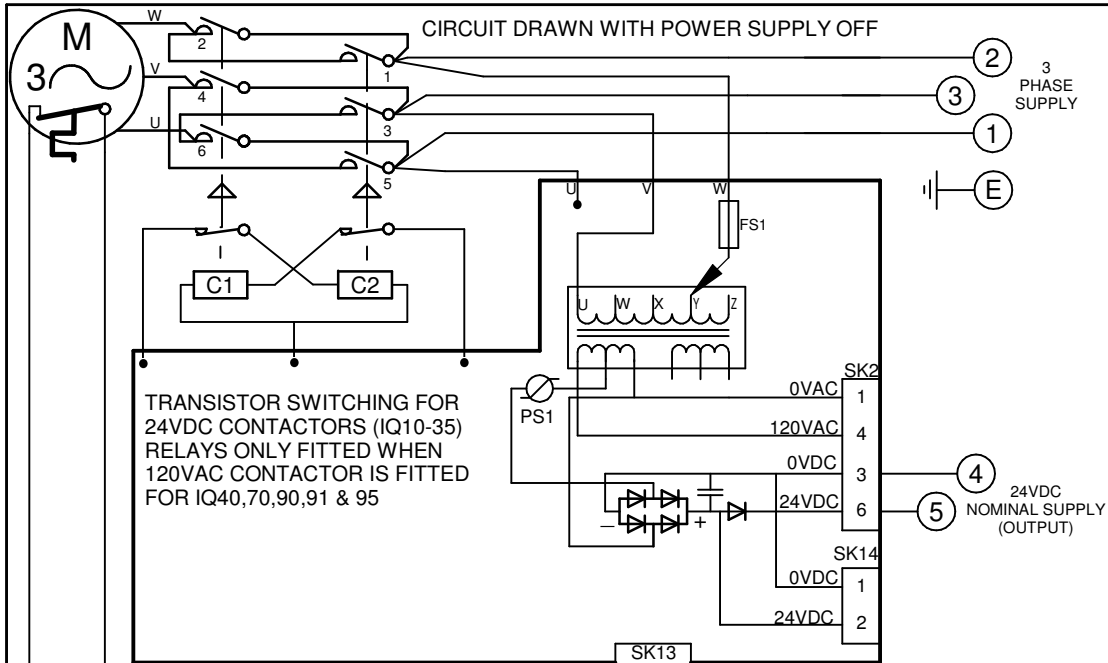 CIRCUIT DRAWN WITH POWER SUPPLY OFF
W
M
3
V
U
2
1
4
3
6
5
2
3
1
E
3
PHASE
SUPPLY
U
V
W
FS1
I
I
C1
C2
U
W
X
Y
Z
PS1
TRANSISTOR SWITCHING FOR
24VDC CONTACTORS (IQ10-35)
RELAYS ONLY FITTED WHEN
120VAC CONTACTOR IS FITTED
FOR IQ40,70,90,91 & 95
SK2
0VAC
1
120VAC
4
0VDC
3
24VDC
6
4
5
24VDC
NOMINAL SUPPLY
(OUTPUT)
–
+
SK14
0VDC
1
24VDC
2
SK13